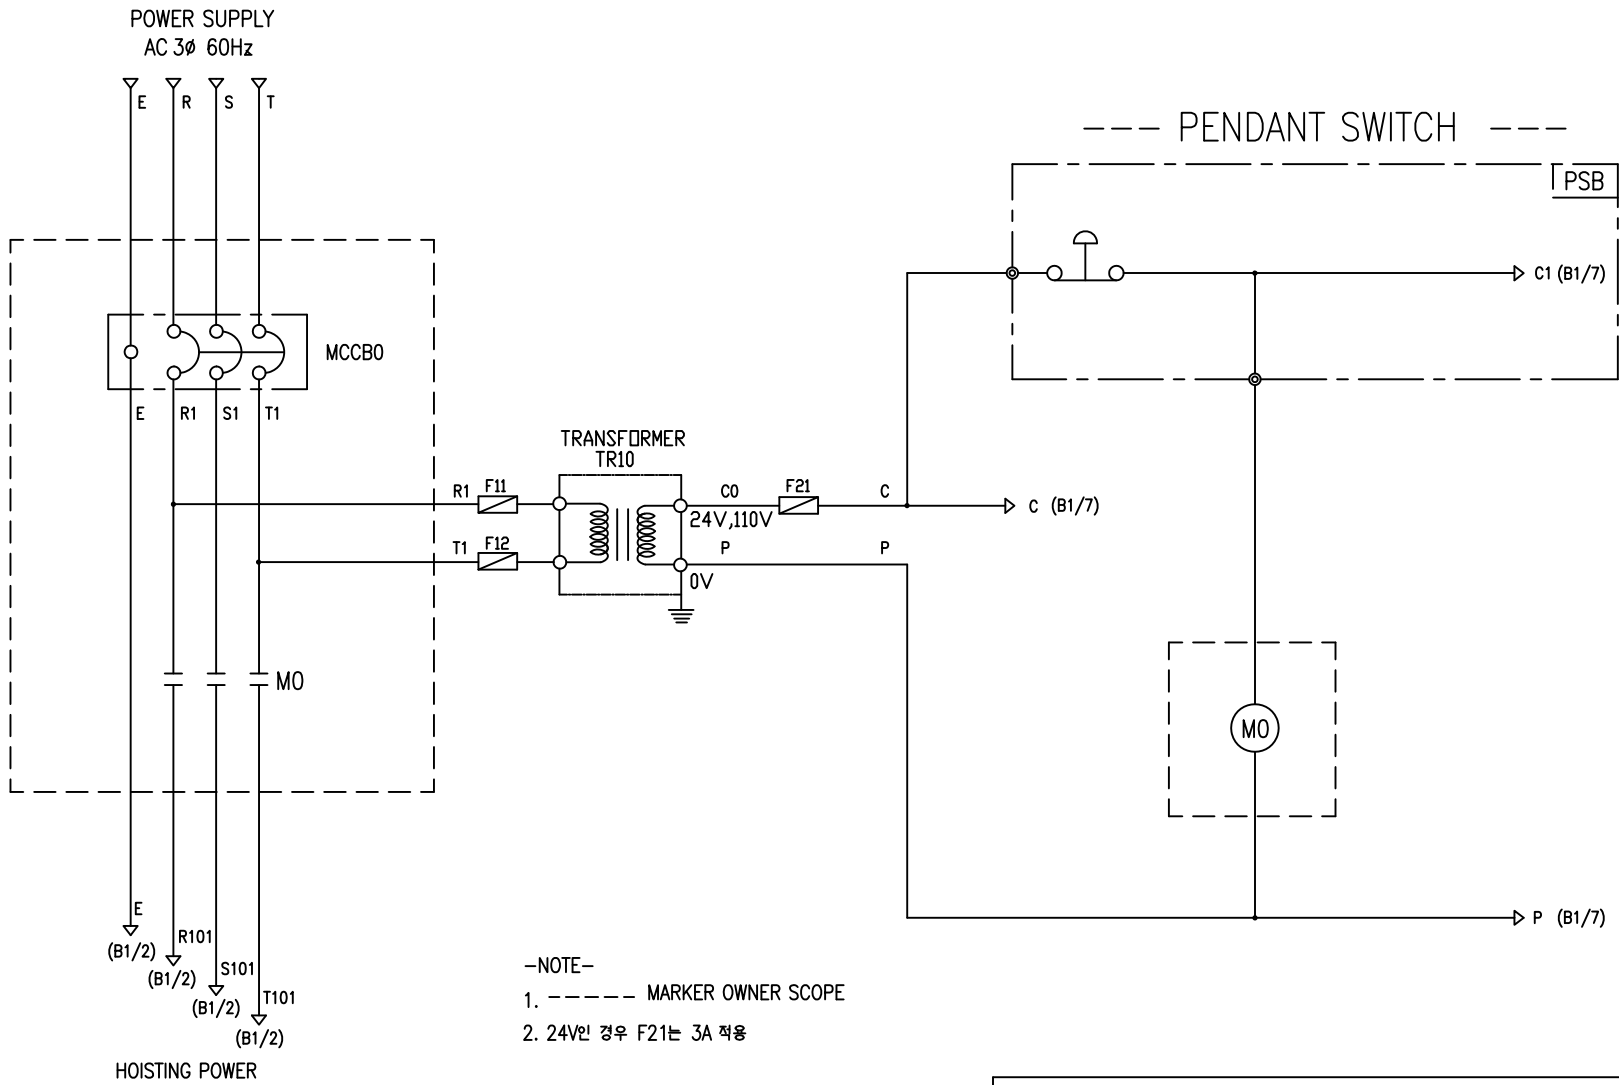 POWER SUPPLY
AC 3Ø 60Hz
E R S T
PENDANT SWITCH
PSB
C1 (B1/7)
MCCB0
E R1 S1 T1
TRANSFORMER
TR10
R1 F11
C0 F21 C
C (B1/7)
24V,110V
T1 F12
P P
0V
M0
M0
E
(B1/2)
R101
(B1/2)
S101
(B1/2)
T101
(B1/2)
HOISTING POWER
P (B1/7)
-NOTE-
1. ------ MARKER OWNER SCOPE
2. 24V인 경우 F21는 3A 적용